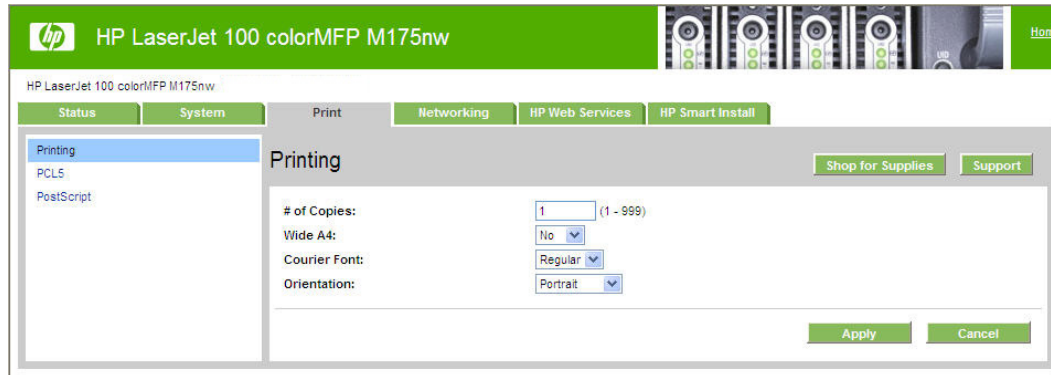 hp HP LaserJet 100 colorMFP M175nw
HP LaserJet 100 colorMFP M175nw
Status System Print Networking HP Web Services HP Smart Install
Printing
PCL5
PostScript
Printing
Shop for Supplies Support
# of Copies: 1 (1 - 999)
Wide A4: No
Courier Font: Regular
Orientation: Portrait
Apply Cancel